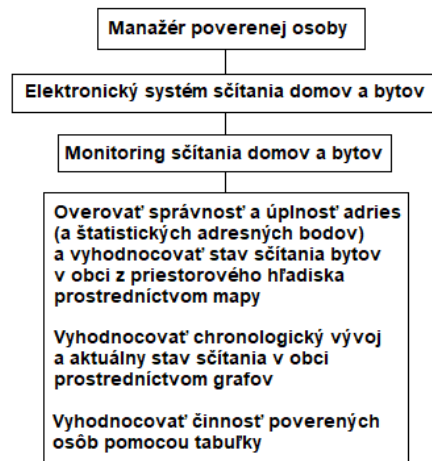 Manažér poverenej osoby
Elektronický systém sčítania domov a bytov
Monitoring sčítania domov a bytov
Overovať správnosť a úplnosť adries
(a štatistických adresných bodov)
a vyhodnocovať stav sčítania bytov
v obci z priestorového hľadiska
prostredníctvom mapy
Vyhodnocovať chronologický vývoj
a aktuálny stav sčítania v obci
prostredníctvom grafov
Vyhodnocovať činnosť poverených
osôb pomocou tabuľky